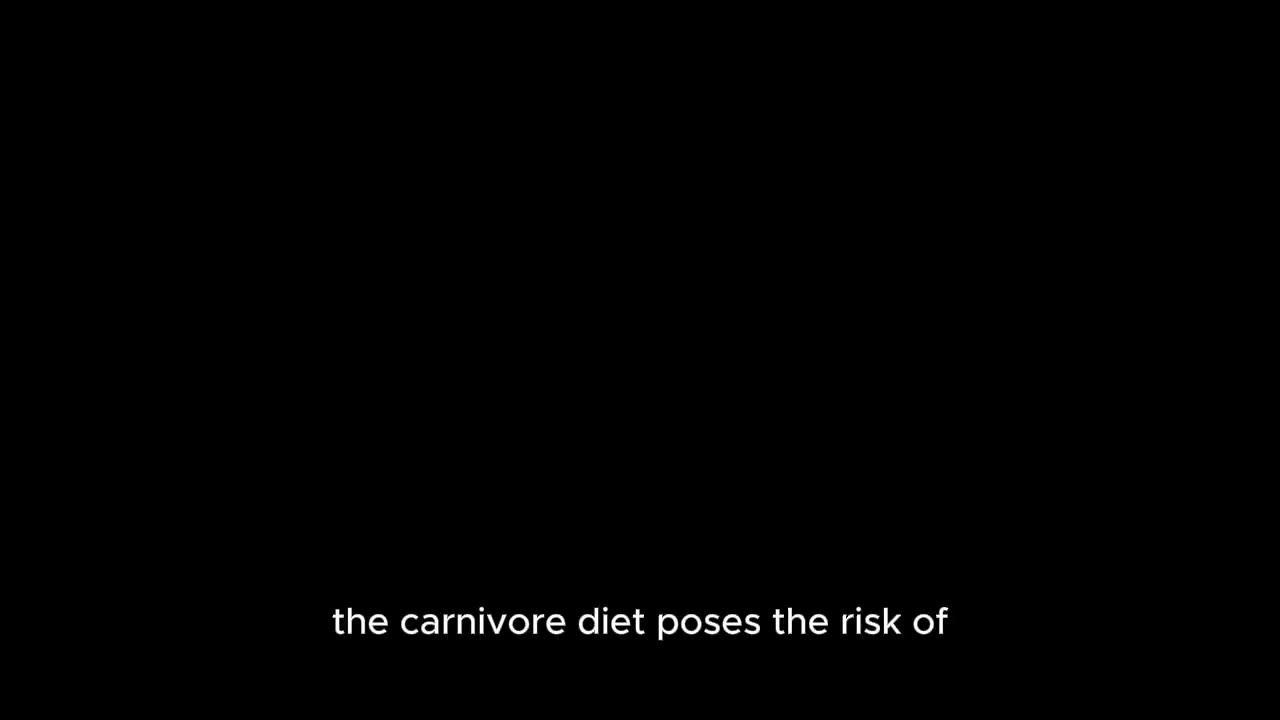 the carnivore diet poses the risk of